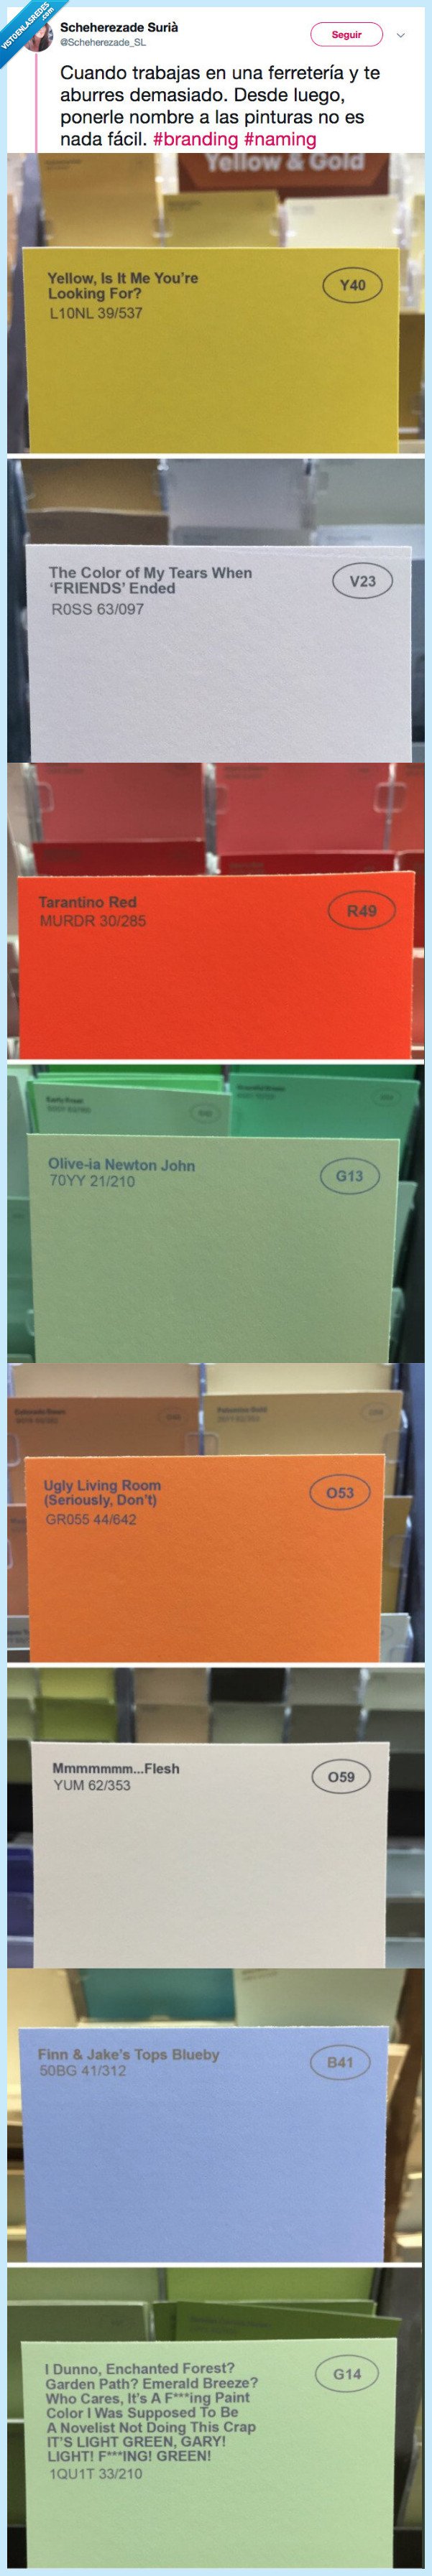 VISTOENLASREDES
.com
Scheherezade Surià
@Scheherezade_SL
Seguir
Cuando trabajas en una ferretería y te
aburres demasiado. Desde luego,
ponerle nombre a las pinturas no es
nada fácil. #branding #naming
Yellow & Gold
Yellow, Is It Me You're
Looking For?
L10NL 39/537
Y40
The Color of My Tears When
‘FRIENDS’ Ended
R0SS 63/097
V23
Tarantino Red
MURDR 30/285
R49
Olive-ia Newton John
70YY 21/210
G13
Ugly Living Room
(Seriously, Don't)
GR055 44/642
O53
Mmmmmmm...Flesh
YUM 62/353
O59
Finn & Jake's Tops Blueby
50BG 41/312
B41
I Dunno, Enchanted Forest?
Garden Path? Emerald Breeze?
Who Cares, It's A F***ing Paint
Color I Was Supposed To Be
A Novelist Not Doing This Crap
IT'S LIGHT GREEN, GARY!
LIGHT! F***ING! GREEN!
1QU1T 33/210
G14